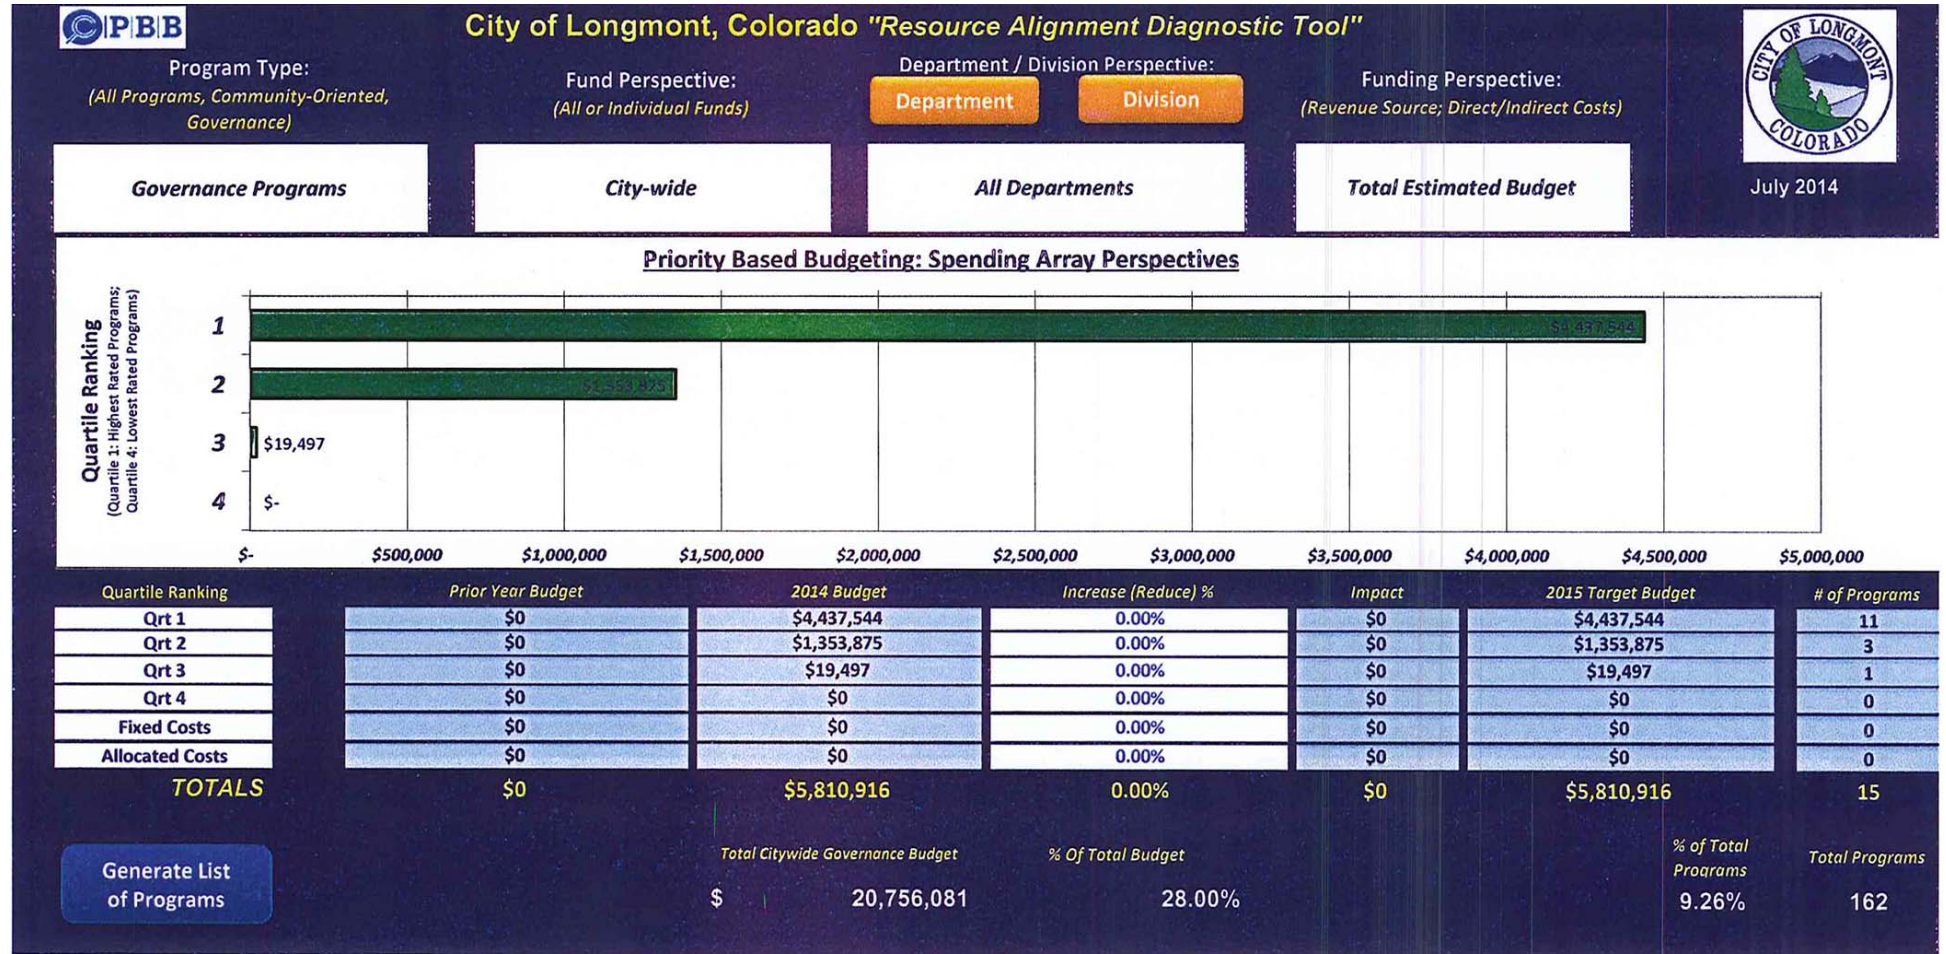 PBB
City of Longmont, Colorado "Resource Alignment Diagnostic Tool"
CITY OF LONGMONT
COLORADO
July 2014
Program Type:
(All Programs, Community-Oriented,
Governance)
Fund Perspective:
(All or Individual Funds)
Department / Division Perspective:
Department
Division
Funding Perspective:
(Revenue Source; Direct/Indirect Costs)
Governance Programs
City-wide
All Departments
Total Estimated Budget
Priority Based Budgeting: Spending Array Perspectives
Quartile Ranking
(Quartile 1: Highest Rated Programs;
Quartile 4: Lowest Rated Programs)
1
$4,437,544
2
$1,353,875
3
$19,497
4
$-
$- $500,000 $1,000,000 $1,500,000 $2,000,000 $2,500,000 $3,000,000 $3,500,000 $4,000,000 $4,500,000 $5,000,000
Quartile Ranking Prior Year Budget 2014 Budget Increase (Reduce) % Impact 2015 Target Budget # of Programs
Qrt 1 $0 $4,437,544 0.00% $0 $4,437,544 11
Qrt 2 $0 $1,353,875 0.00% $0 $1,353,875 3
Qrt 3 $0 $19,497 0.00% $0 $19,497 1
Qrt 4 $0 $0 0.00% $0 $0 0
Fixed Costs $0 $0 0.00% $0 $0 0
Allocated Costs $0 $0 0.00% $0 $0 0
TOTALS $0 $5,810,916 0.00% $0 $5,810,916 15
Generate List
of Programs
Total Citywide Governance Budget
$ 20,756,081
% Of Total Budget
28.00%
% of Total
Programs
9.26%
Total Programs
162